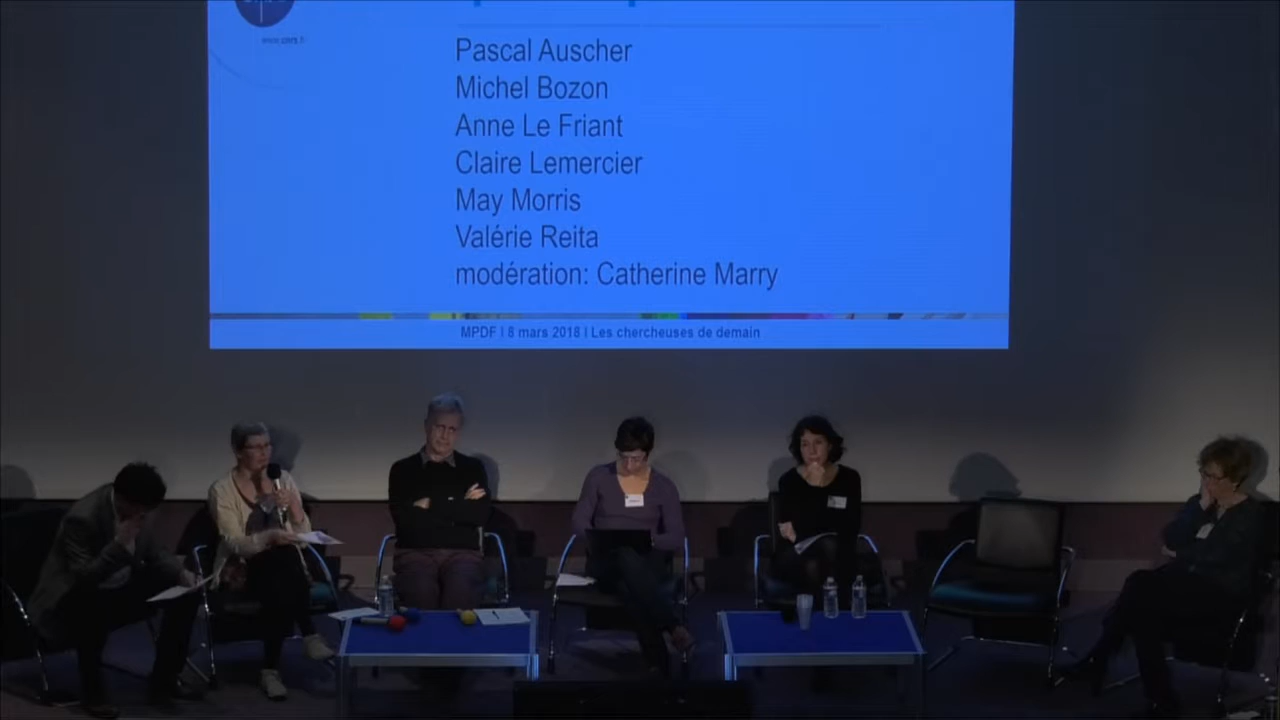 Pascal Auscher
Michel Bozon
Anne Le Friant
Claire Lemercier
May Morris
Valérie Reita
modération: Catherine Marry
MPDF I 8 mars 2018 I Les chercheuses de demain